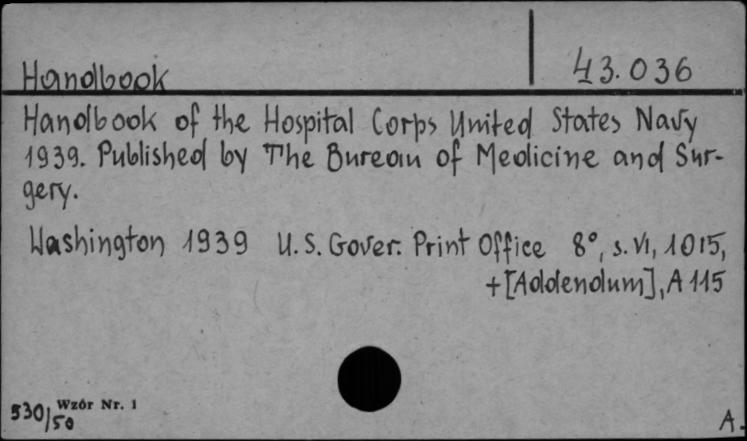 Handbook 43.036
Handbook of the Hospital Corps United States Navy
1939. Published by The Bureau of Medicine and Sur-
gery.
Washington 1939 U.S. Gover. Print Office 8°, s. VI, 1015,
+[Addendum], A 115
530/50 Wzór Nr. 1
A.